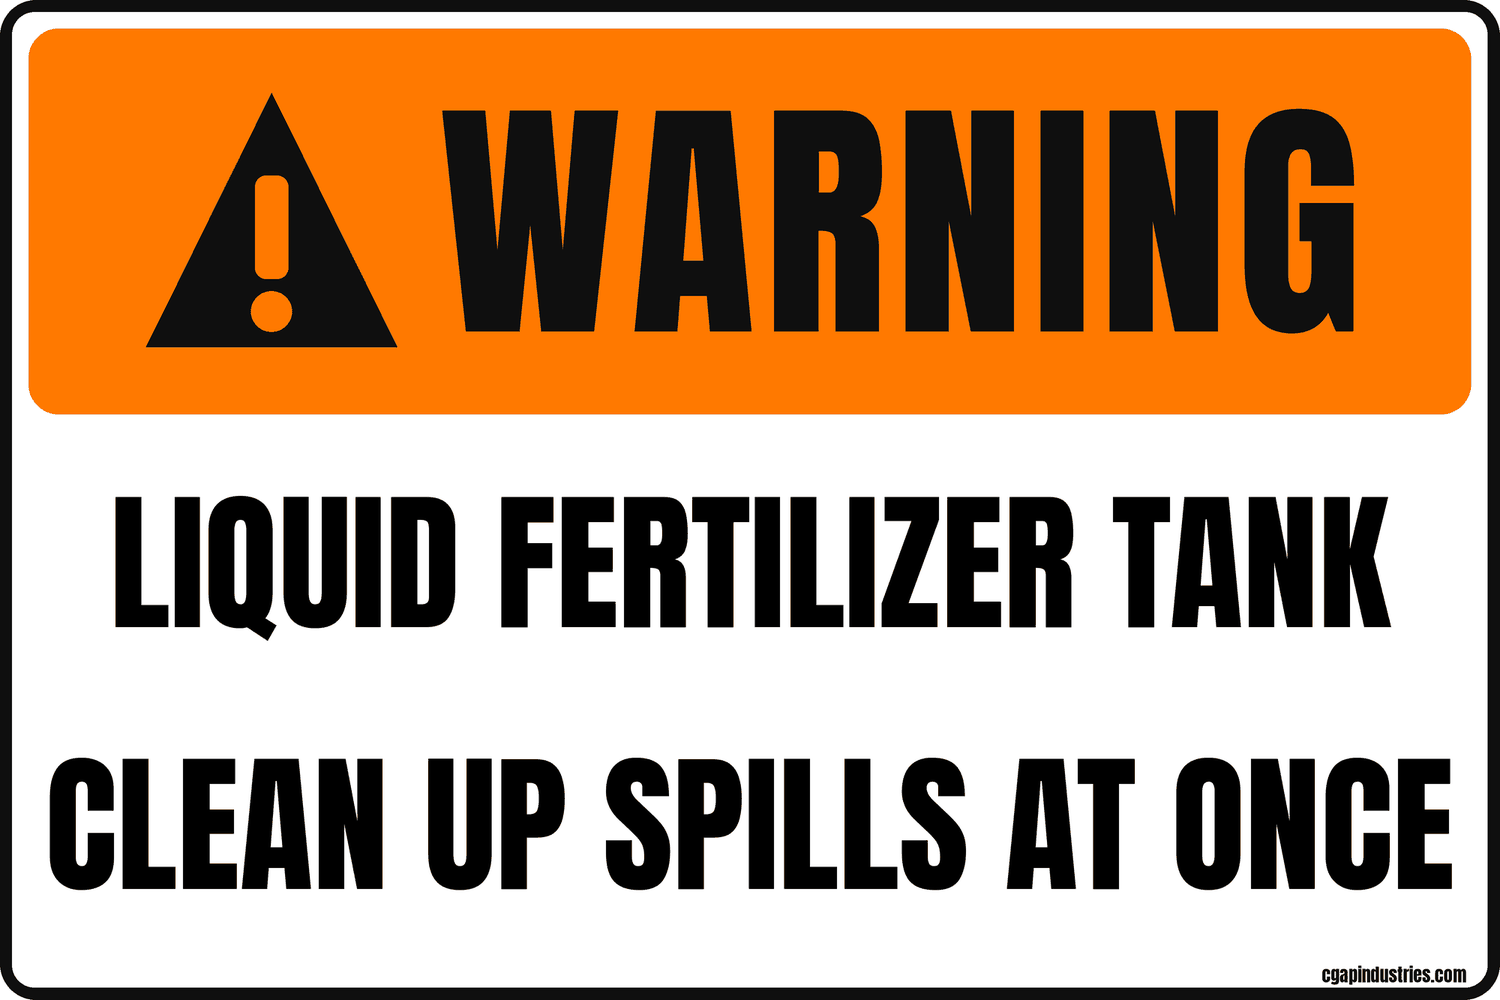 WARNING
LIQUID FERTILIZER TANK
CLEAN UP SPILLS AT ONCE
cgapindustries.com